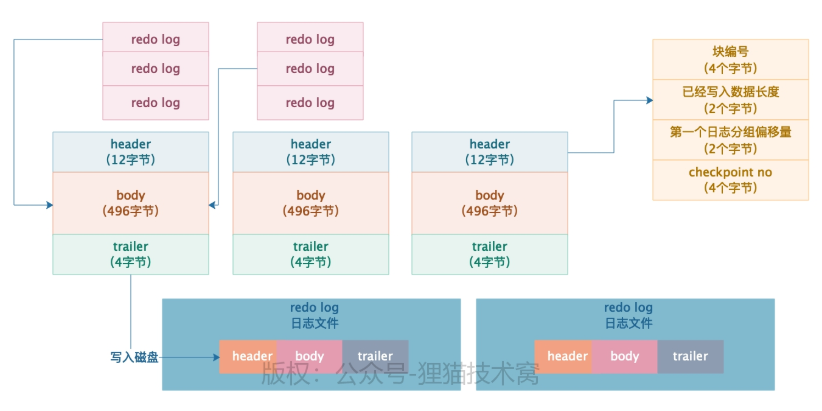 redo log
redo log
redo log
redo log
redo log
redo log
块编号
（4个字节）
已经写入数据长度
（2个字节）
第一个日志分组偏移量
（2个字节）
checkpoint no
（4个字节）
header
（12字节）
body
（496字节）
trailer
（4字节）
header
（12字节）
body
（496字节）
trailer
（4字节）
header
（12字节）
body
（496字节）
trailer
（4字节）
写入磁盘
redo log
日志文件
header body trailer
redo log
日志文件
header body trailer
版权：公众号-狸猫技术窝